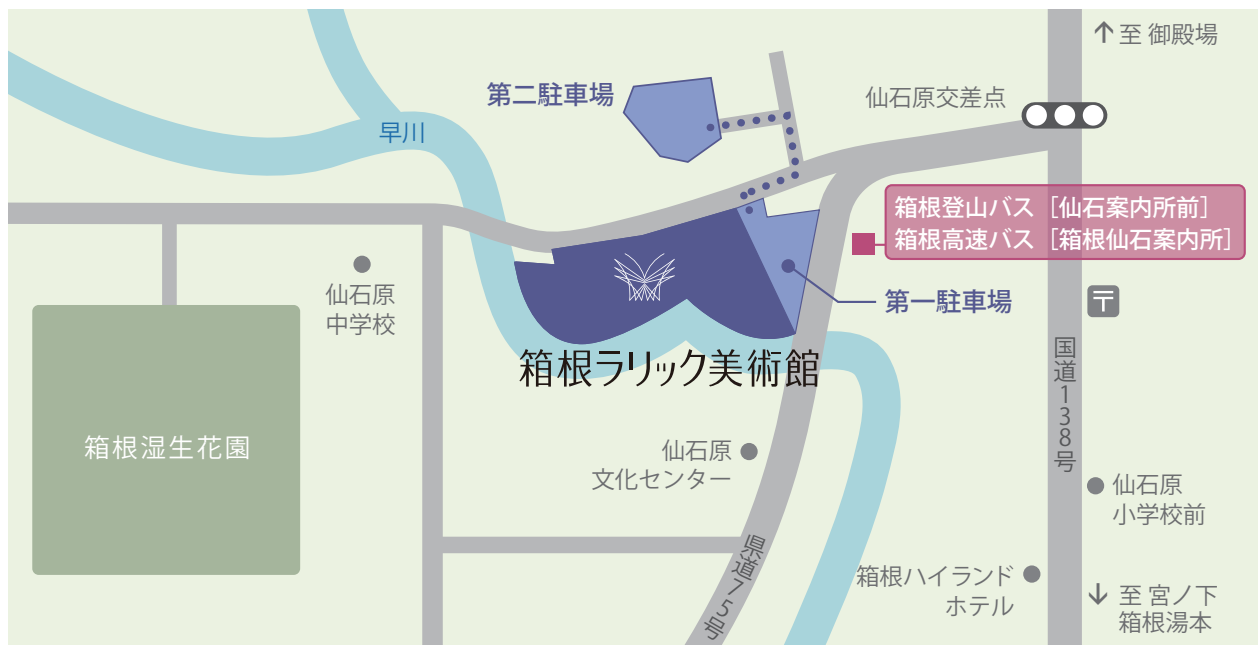 ↑至 御殿場
第二駐車場
仙石原交差点
早川
箱根登山バス［仙石案内所前］
箱根高速バス［箱根仙石案内所］
仙石原
中学校
第一駐車場
〒
箱根ラリック美術館
国道138号
箱根湿生花園
仙石原
文化センター
仙石原
小学校前
県道75号
箱根ハイランド
ホテル
↓至 宮ノ下
箱根湯本